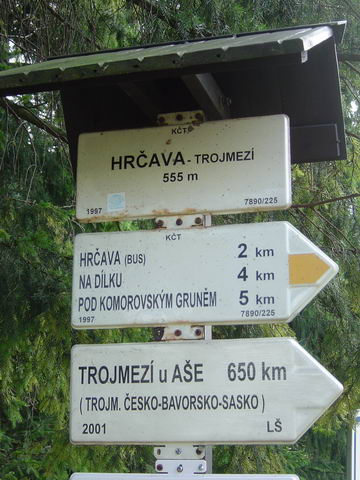 KČT
HRČAVA - TROJMEZÍ
555 m
1997 7890/225
KČT
HRČAVA (BUS) 2 km
NA DÍLKU 4 km
POD KOMOROVSKÝM GRUNĚM 5 km
1997 7890/225
TROJMEZÍ u AŠE 650 km
( TROJM. ČESKO-BAVORSKO-SASKO )
2001 LŠ